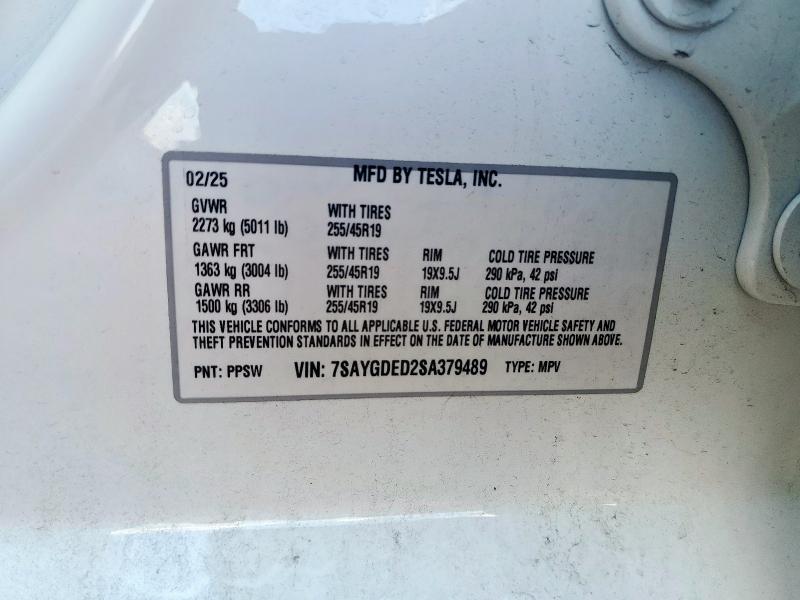 02/25 MFD BY TESLA, INC.
GVWR WITH TIRES
2273 kg (5011 lb) 255/45R19
GAWR FRT WITH TIRES RIM COLD TIRE PRESSURE
1363 kg (3004 lb) 255/45R19 19X9.5J 290 kPa, 42 psi
GAWR RR WITH TIRES RIM COLD TIRE PRESSURE
1500 kg (3306 lb) 255/45R19 19X9.5J 290 kPa, 42 psi
THIS VEHICLE CONFORMS TO ALL APPLICABLE U.S. FEDERAL MOTOR VEHICLE SAFETY AND
THEFT PREVENTION STANDARDS IN EFFECT ON THE DATE OF MANUFACTURE SHOWN ABOVE.
PNT: PPSW VIN: 7SAYGDED2SA379489 TYPE: MPV